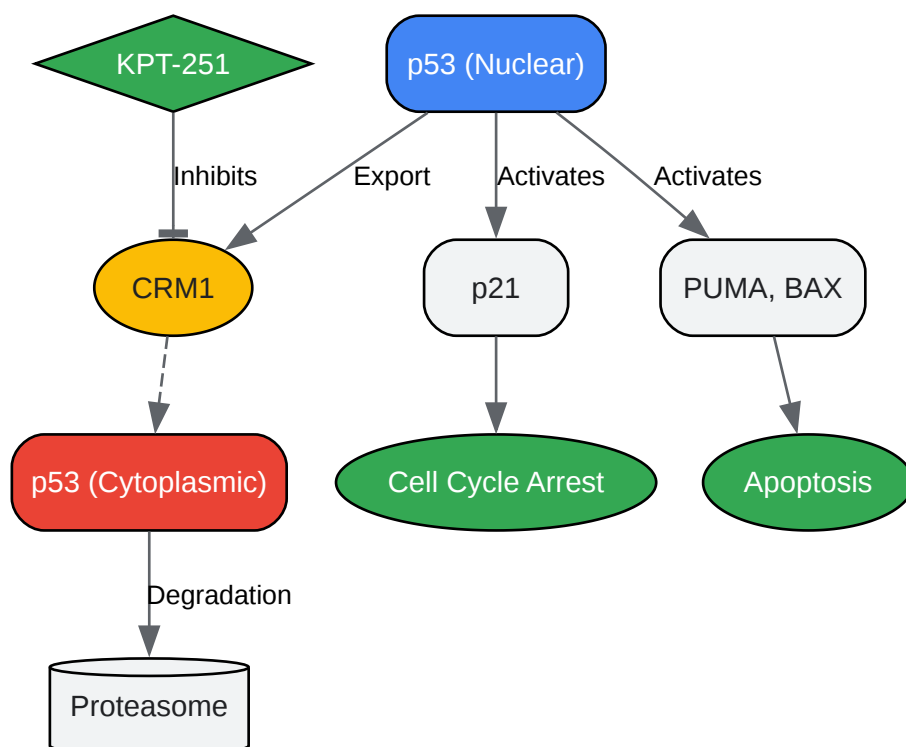 KPT-251
p53 (Nuclear)
Inhibits
Export
Activates
Activates
CRM1
p21
PUMA, BAX
p53 (Cytoplasmic)
Cell Cycle Arrest
Apoptosis
Degradation
Proteasome